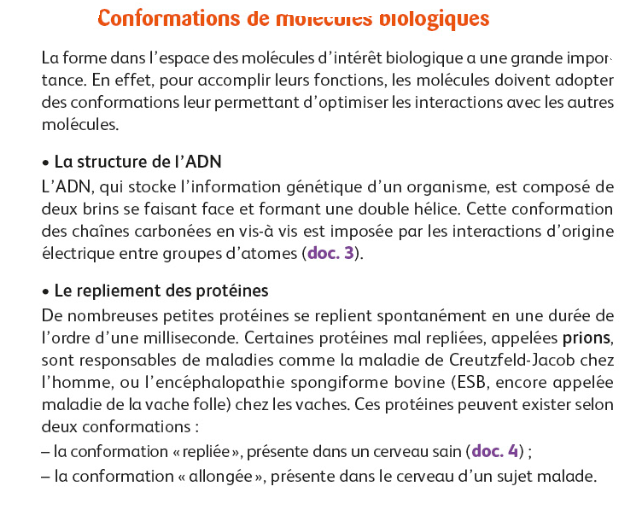 Conformations de molécules biologiques
La forme dans l'espace des molécules d'intérêt biologique a une grande impor-
tance. En effet, pour accomplir leurs fonctions, les molécules doivent adopter
des conformations leur permettant d'optimiser les interactions avec les autres
molécules.
• La structure de l'ADN
L'ADN, qui stocke l'information génétique d'un organisme, est composé de
deux brins se faisant face et formant une double hélice. Cette conformation
des chaînes carbonées en vis-à vis est imposée par les interactions d'origine
électrique entre groupes d'atomes (doc. 3).
• Le repliement des protéines
De nombreuses petites protéines se replient spontanément en une durée de
l'ordre d'une milliseconde. Certaines protéines mal repliées, appelées prions,
sont responsables de maladies comme la maladie de Creutzfeld-Jacob chez
l'homme, ou l'encéphalopathie spongiforme bovine (ESB, encore appelée
maladie de la vache folle) chez les vaches. Ces protéines peuvent exister selon
deux conformations :
– la conformation « repliée », présente dans un cerveau sain (doc. 4) ;
– la conformation « allongée », présente dans le cerveau d'un sujet malade.